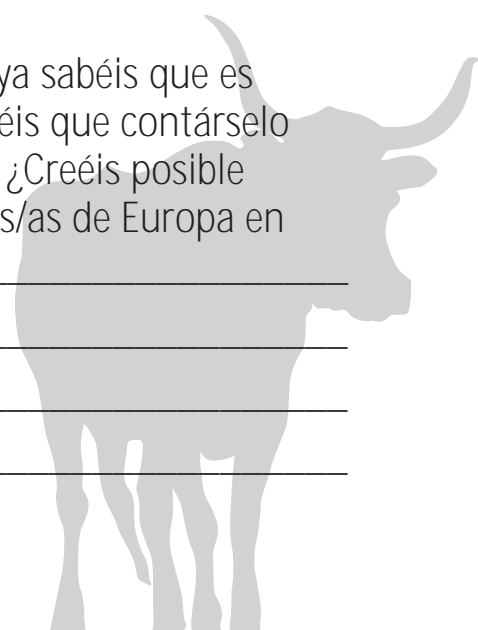 ya sabéis que es
éis que contárselo
¿Creéis posible
s/as de Europa en